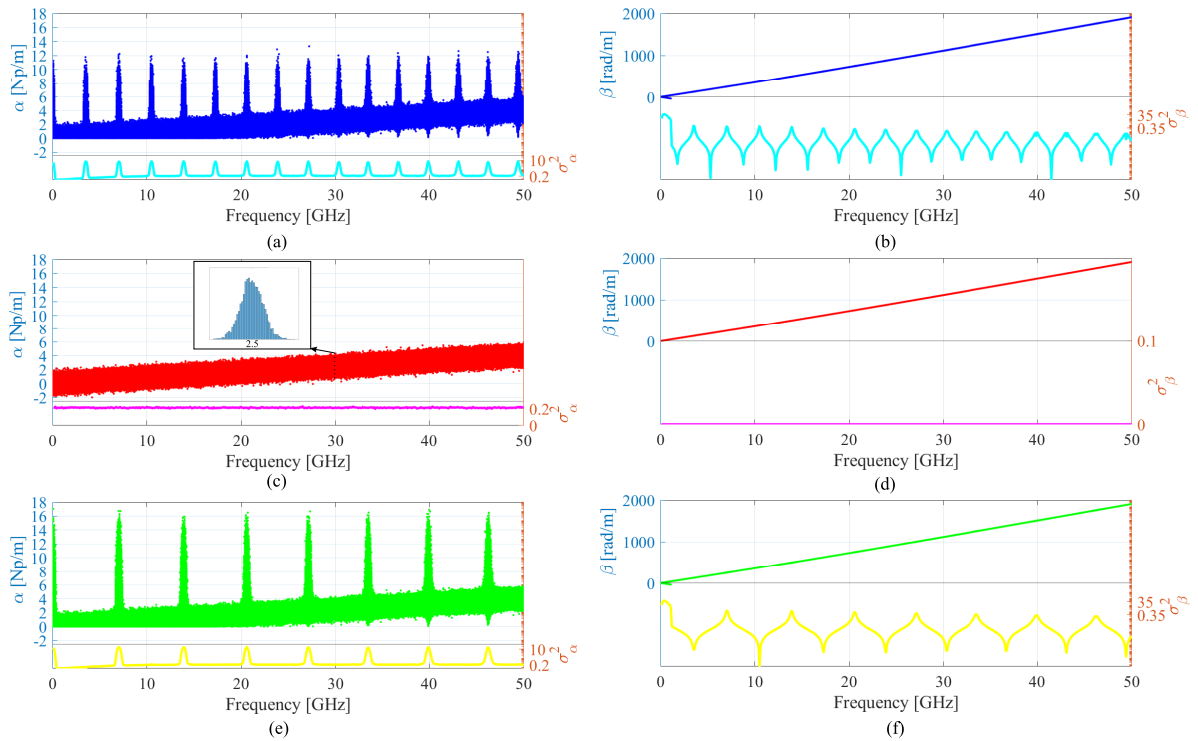 18
16
14
12
10
8
6
4
2
0
-2
α [Np/m]
10
0.2
σ²α
0 10 20 30 40 50
Frequency [GHz]
(a)
2000
1000
0
β [rad/m]
35
0.35
σ²β
0 10 20 30 40 50
Frequency [GHz]
(b)
18
16
14
12
10
8
6
4
2
0
-2
α [Np/m]
2.5
0.2
0
σ²α
0 10 20 30 40 50
Frequency [GHz]
(c)
2000
1000
0
β [rad/m]
0.1
0
σ²β
0 10 20 30 40 50
Frequency [GHz]
(d)
18
16
14
12
10
8
6
4
2
0
-2
α [Np/m]
10
0.2
σ²α
0 10 20 30 40 50
Frequency [GHz]
(e)
2000
1000
0
β [rad/m]
35
0.35
σ²β
0 10 20 30 40 50
Frequency [GHz]
(f)